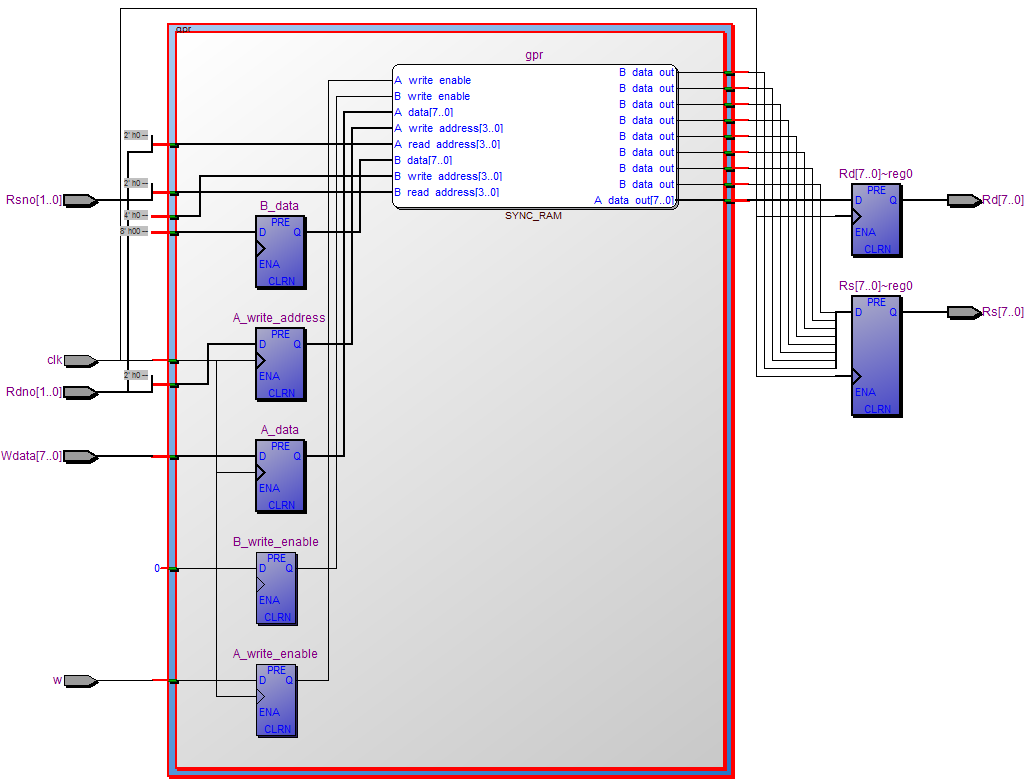 gpr
gpr
A write enable
B write enable
A data[7..0]
A write address[3..0]
A read address[3..0]
B data[7..0]
B write address[3..0]
B read address[3..0]
B data out
B data out
B data out
B data out
B data out
B data out
B data out
B data out
A data out[7..0]
SYNC_RAM
2' h0 --
2' h0 --
4' h0 --
8' h00 --
2' h0 --
Rsno[1..0]
clk
Rdno[1..0]
Wdata[7..0]
0
w
B_data
PRE
D Q
ENA
CLRN
A_write_address
PRE
D Q
ENA
CLRN
A_data
PRE
D Q
ENA
CLRN
B_write_enable
PRE
D Q
ENA
CLRN
A_write_enable
PRE
D Q
ENA
CLRN
Rd[7..0]~reg0
PRE
D Q
ENA
CLRN
Rd[7..0]
Rs[7..0]~reg0
PRE
D Q
ENA
CLRN
Rs[7..0]